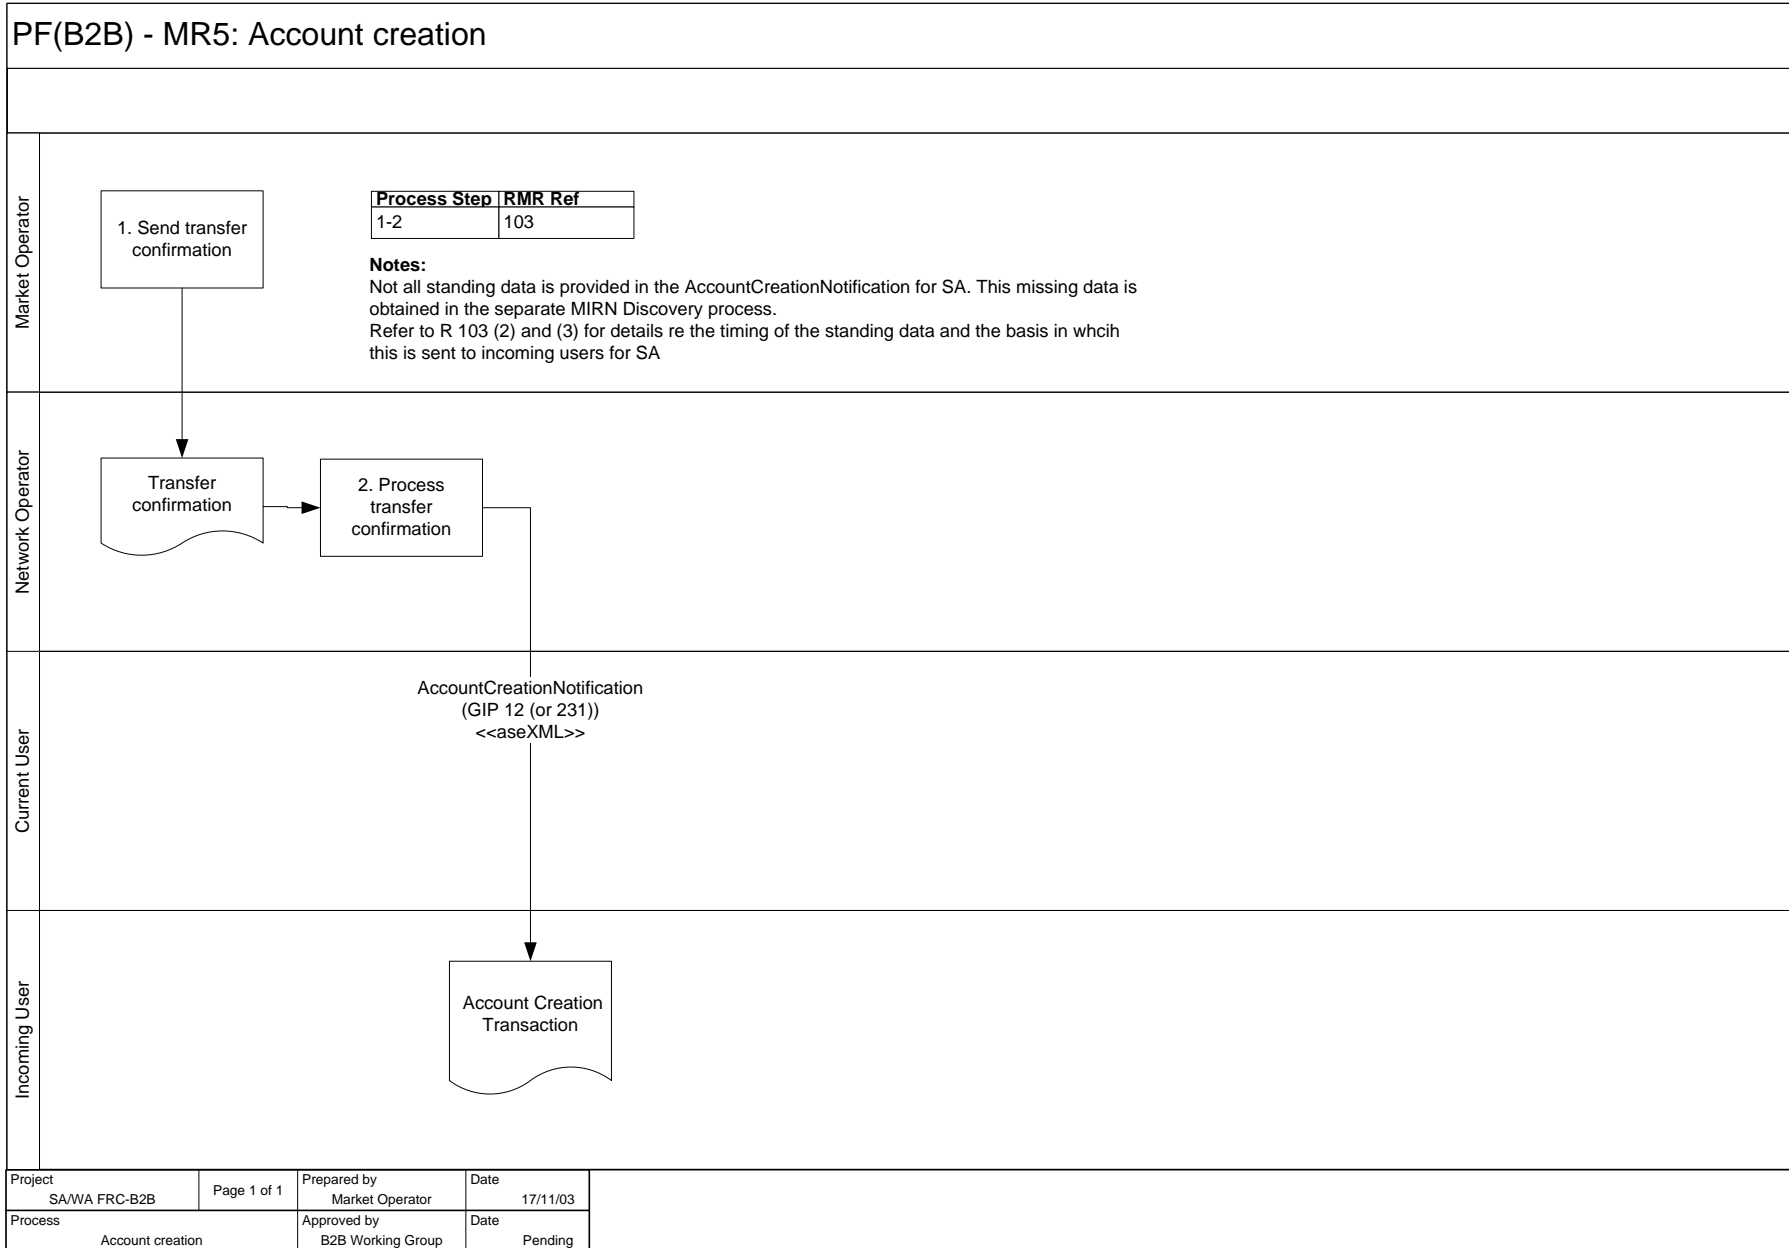 PF(B2B) - MR5: Account creation
Market Operator
1. Send transfer
confirmation
Process Step RMR Ref
1-2 103
Notes:
Not all standing data is provided in the AccountCreationNotification for SA. This missing data is
obtained in the separate MIRN Discovery process.
Refer to R 103 (2) and (3) for details re the timing of the standing data and the basis in whcih
this is sent to incoming users for SA
Network Operator
Transfer
confirmation
2. Process
transfer
confirmation
Current User
AccountCreationNotification
(GIP 12 (or 231))
<<aseXML>>
Incoming User
Account Creation
Transaction
Project
SA/WA FRC-B2B
Page 1 of 1
Prepared by
Market Operator
Date
17/11/03
Process
Account creation
Approved by
B2B Working Group
Date
Pending